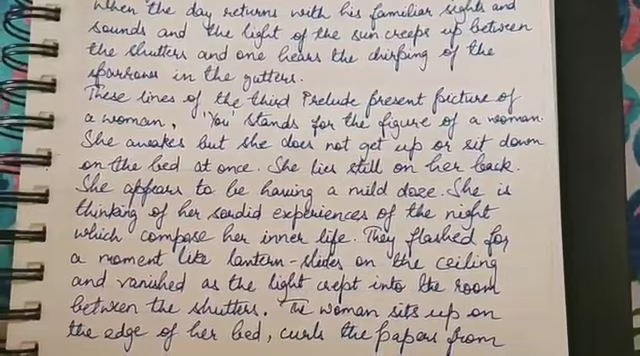 When the day returns with his familiar sights and
sounds and the light of the sun creeps up between
the shutters and one hears the chirping of the
sparrows in the gutters.
These lines of the third Prelude present picture of
a woman. 'You' stands for the figure of a woman.
She awakes but she does not get up or sit down
on the bed at once. She lies still on her back.
She appears to be having a mild doze. She is
thinking of her sordid experiences of the night
which compose her inner life. They flashed for
a moment like lantern-slides on the ceiling
and vanished as the light crept into the room
between the shutters. The woman sits up on
the edge of her bed, curls the papers from